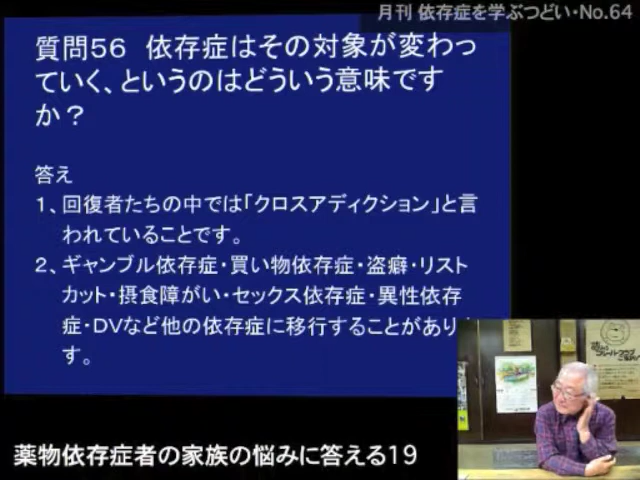 月刊 依存症を学ぶつどい・No.64
質問５６　依存症はその対象が変わっ
ていく、というのはどういう意味です
か？
答え
１、回復者たちの中では「クロスアディクション」と言
われていることです。
２、ギャンブル依存症・買い物依存症・盗癖・リスト
カット・摂食障がい・セックス依存症・異性依存
症・ＤＶなど他の依存症に移行することがありま
す。
薬物依存症者の家族の悩みに答える19